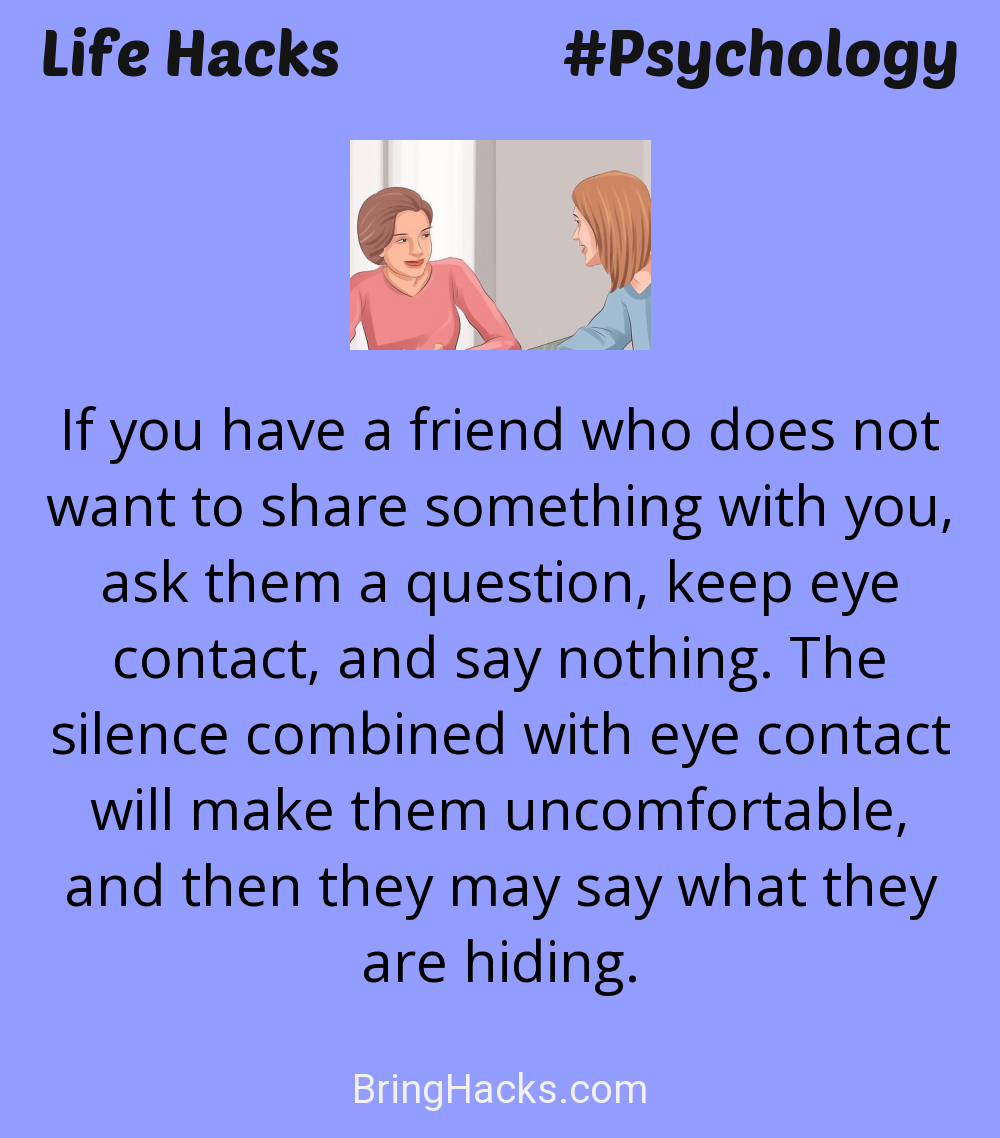 Life Hacks #Psychology
If you have a friend who does not
want to share something with you,
ask them a question, keep eye
contact, and say nothing. The
silence combined with eye contact
will make them uncomfortable,
and then they may say what they
are hiding.
BringHacks.com